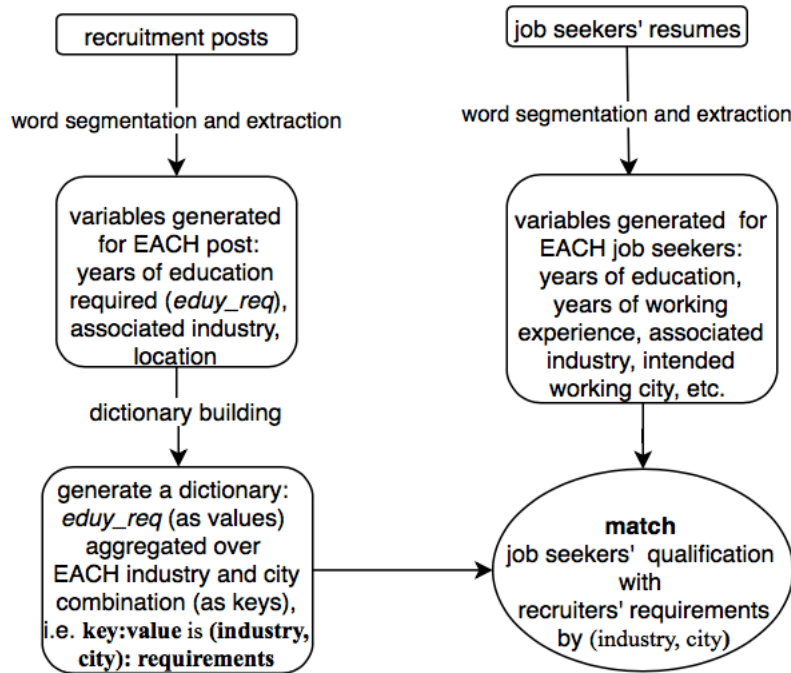 recruitment posts
word segmentation and extraction
variables generated
for EACH post:
years of education
required (eduy_req),
associated industry,
location
dictionary building
generate a dictionary:
eduy_req (as values)
aggregated over
EACH industry and city
combination (as keys),
i.e. key:value is (industry,
city): requirements
job seekers' resumes
word segmentation and extraction
variables generated for
EACH job seekers:
years of education,
years of working
experience, associated
industry, intended
working city, etc.
match
job seekers' qualification
with
recruiters' requirements
by (industry, city)